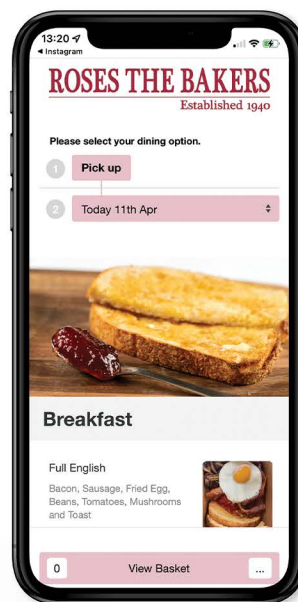 13:20
Instagram
ROSES THE BAKERS
Established 1940
Please select your dining option.
1 Pick up
2 Today 11th Apr
Breakfast
Full English
Bacon, Sausage, Fried Egg,
Beans, Tomatoes, Mushrooms
and Toast
0 View Basket ...